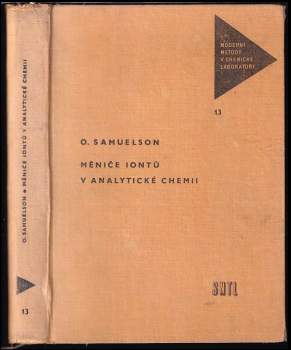 O. SAMUELSON ★ MĚNIČE IONTŮ V ANALYTICKÉ CHEMII
13
MODERNÍ
METODY
V CHEMICKÉ
LABORATOŘI
13
O. SAMUELSON
MĚNIČE IONTŮ
V ANALYTICKÉ CHEMII
SNTL